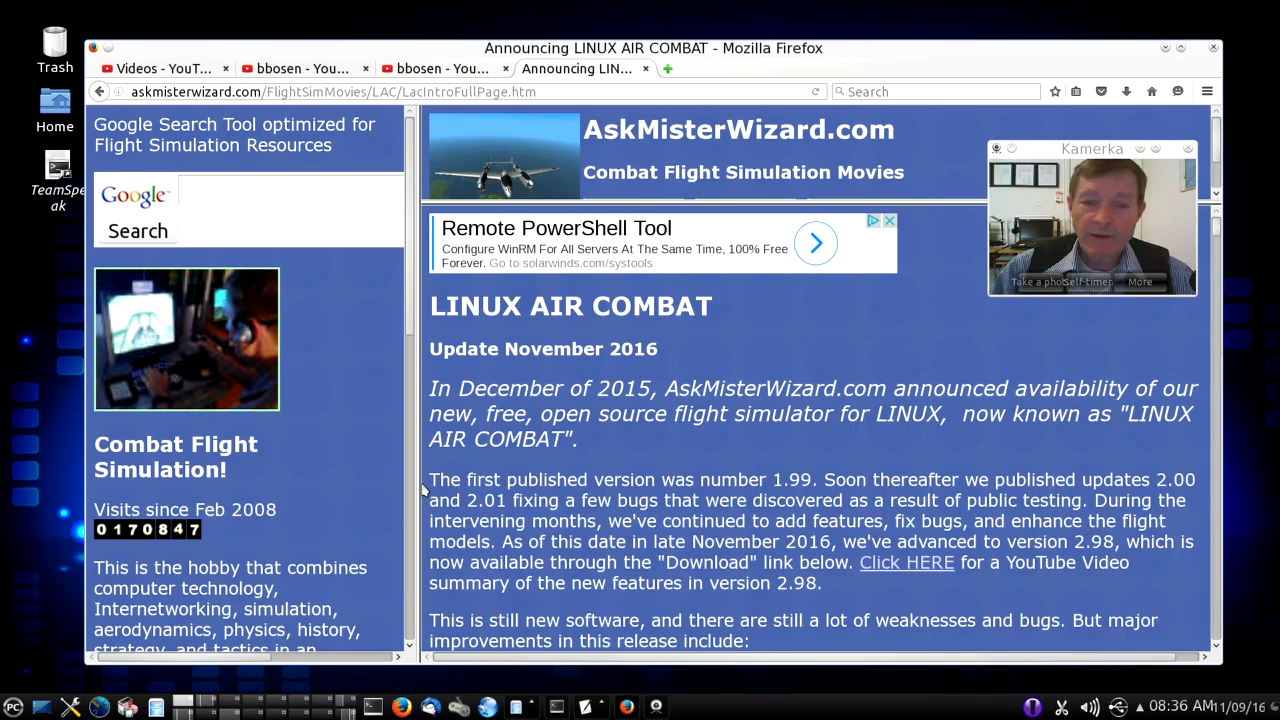 Trash
Home
TeamSpe
ak
Announcing LINUX AIR COMBAT - Mozilla Firefox
Videos - YouT...
bbosen - You...
bbosen - You...
Announcing LIN...
askmisterwizard.com/FlightSimMovies/LAC/LacIntroFullPage.htm
Search
Google Search Tool optimized for
Flight Simulation Resources
Google
Search
Combat Flight
Simulation!
Visits since Feb 2008
0170847
This is the hobby that combines
computer technology,
Internetworking, simulation,
aerodynamics, physics, history,
strategy, and tactics in an
AskMisterWizard.com
Combat Flight Simulation Movies
Kamerka
Take a pho
Self-timer
More
Remote PowerShell Tool
Configure WinRM For All Servers At The Same Time, 100% Free
Forever. Go to solarwinds.com/systools
LINUX AIR COMBAT
Update November 2016
In December of 2015, AskMisterWizard.com announced availability of our
new, free, open source flight simulator for LINUX,  now known as "LINUX
AIR COMBAT".
The first published version was number 1.99. Soon thereafter we published updates 2.00
and 2.01 fixing a few bugs that were discovered as a result of public testing. During the
intervening months, we've continued to add features, fix bugs, and enhance the flight
models. As of this date in late November 2016, we've advanced to version 2.98, which is
now available through the "Download" link below. Click HERE for a YouTube Video
summary of the new features in version 2.98.
This is still new software, and there are still a lot of weaknesses and bugs. But major
improvements in this release include:
PC
08:36 AM
11/09/16